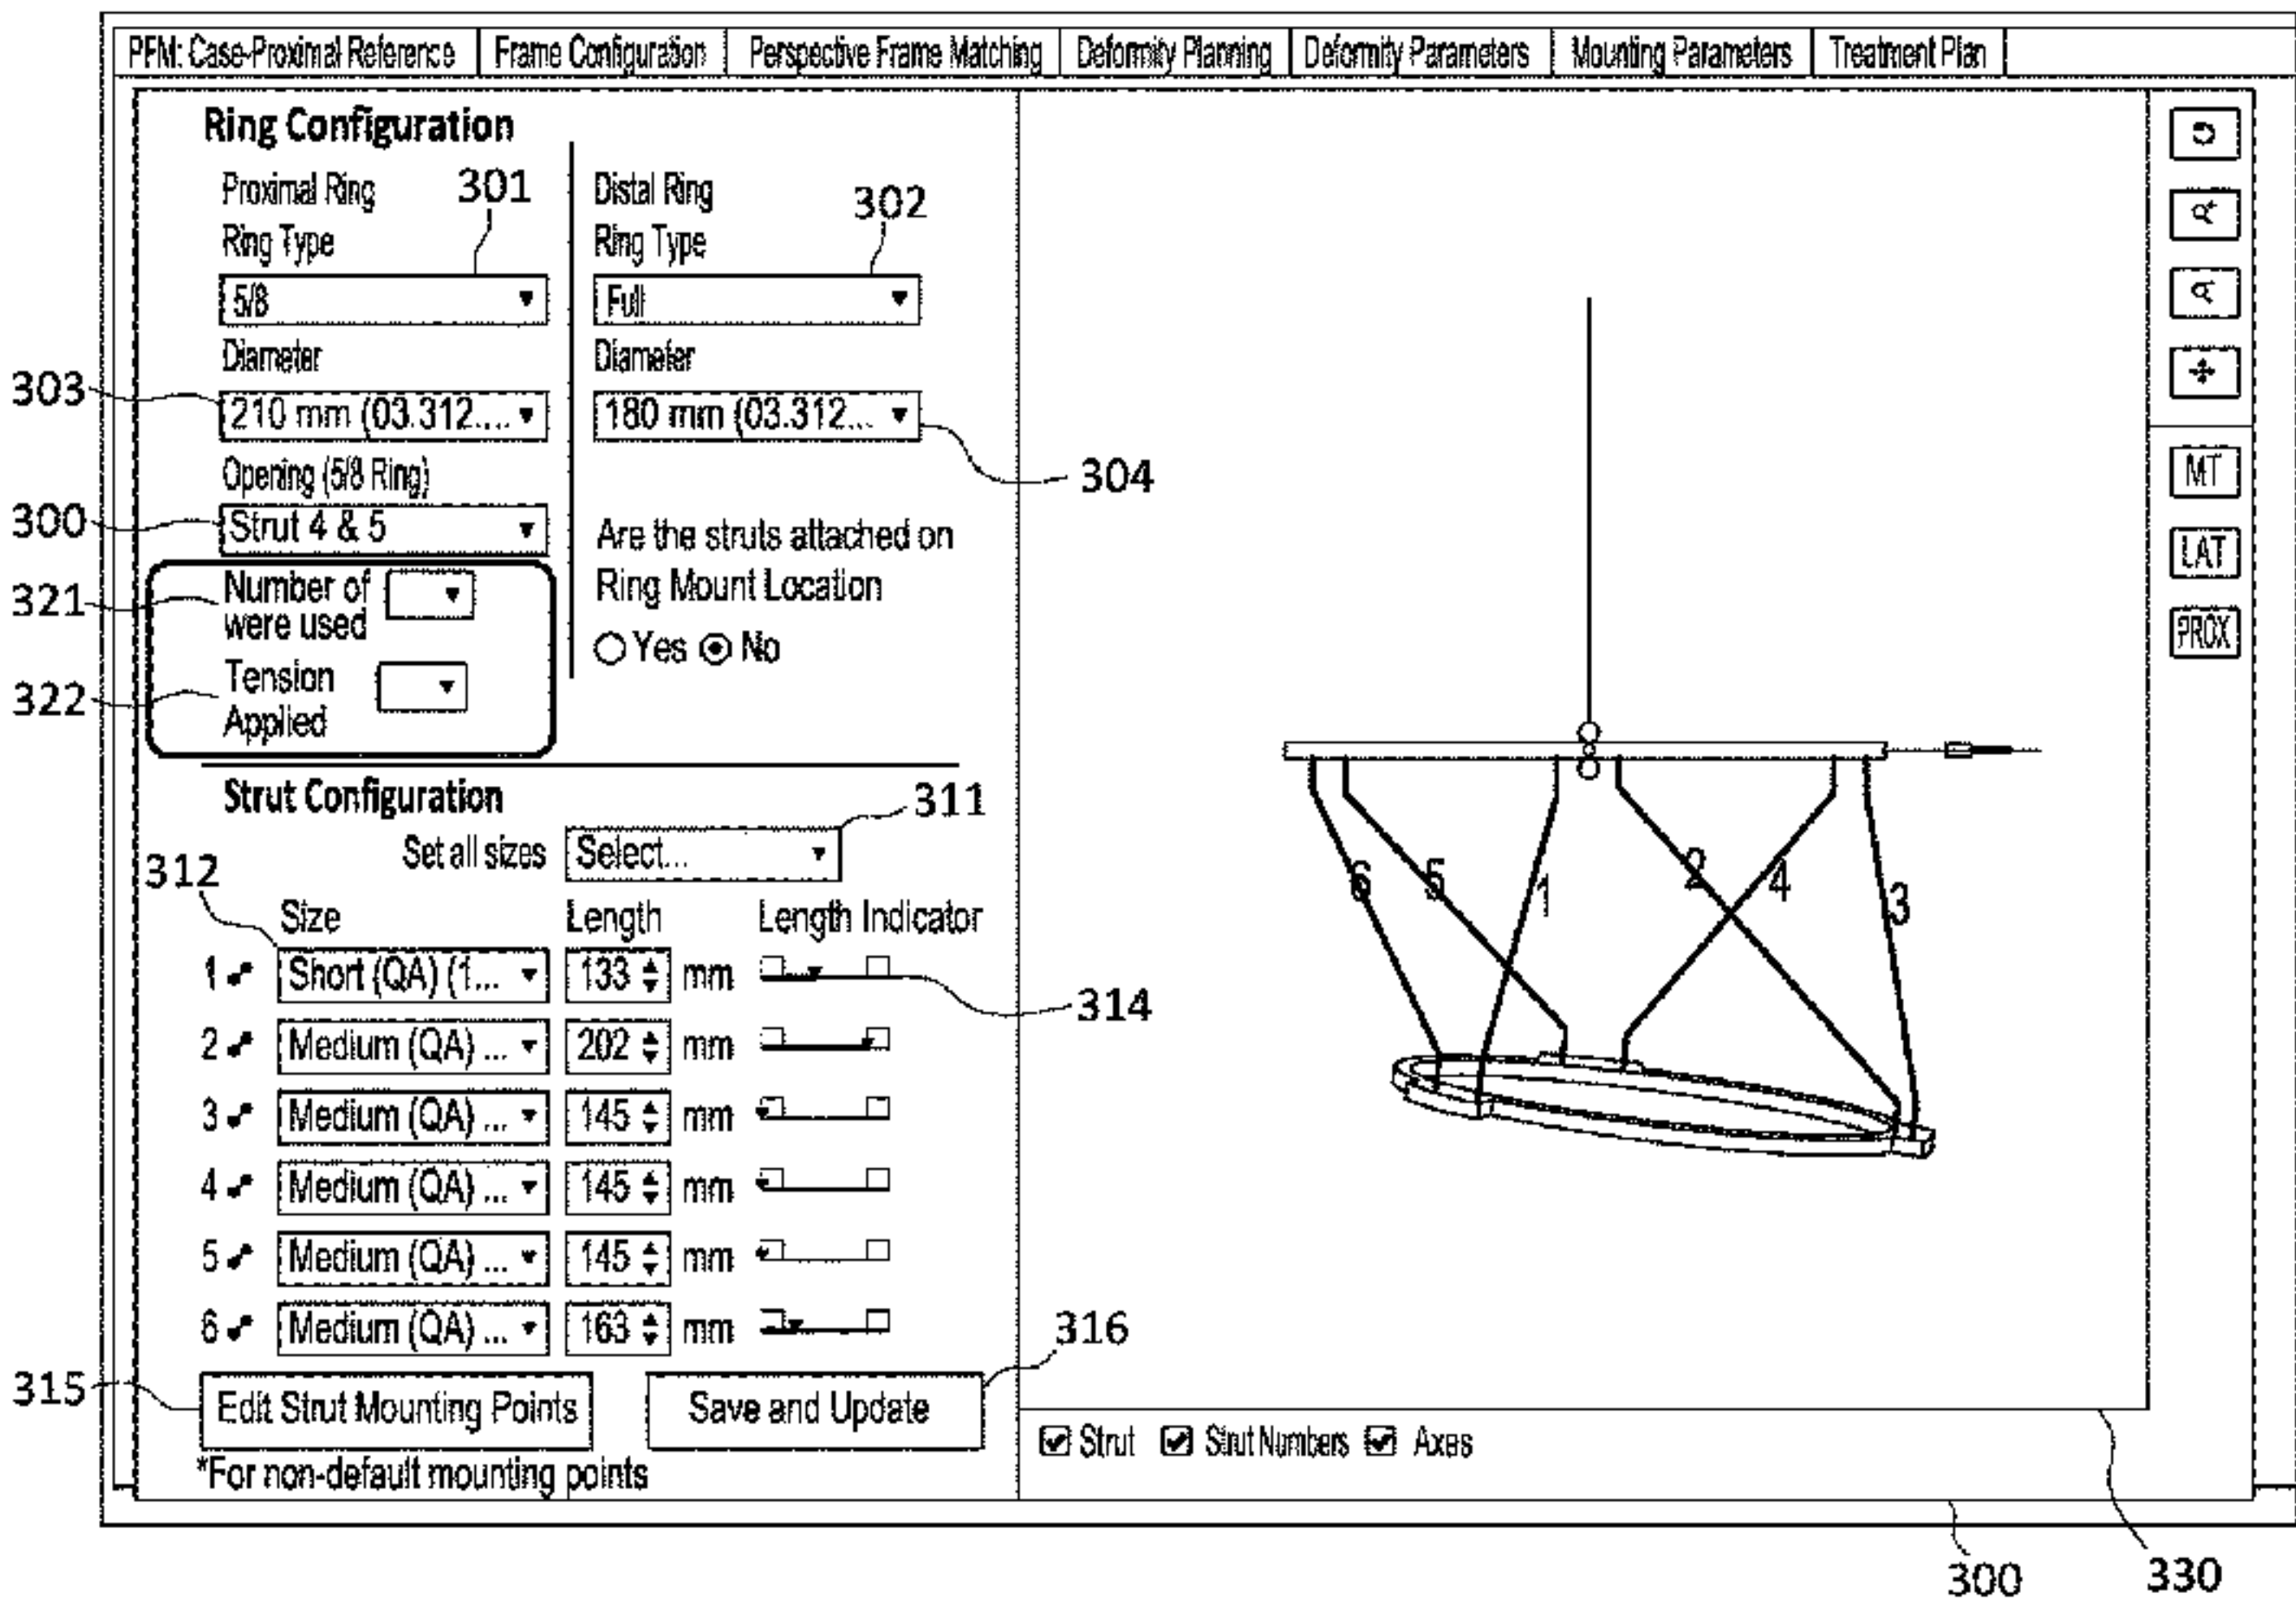 PFM: Case-Proximal Reference Frame Configuration Perspective Frame Matching Deformity Planning Deformity Parameters Mounting Parameters Treatment Plan
Ring Configuration
Proximal Ring 301
Ring Type
5/8
Diameter
303 210 mm (03.312....
Opening (5/8 Ring)
300 Strut 4 & 5
321 Number of
were used
322 Tension
Applied
Distal Ring 302
Ring Type
Full
Diameter
180 mm (03.312...
304
Are the struts attached on
Ring Mount Location
Yes No
Strut Configuration
Set all sizes Select... 311
312
Size Length Length Indicator
1 Short (QA) (1... 133 mm
314
2 Medium (QA) ... 202 mm
3 Medium (QA) ... 145 mm
4 Medium (QA) ... 145 mm
5 Medium (QA) ... 145 mm
6 Medium (QA) ... 163 mm
316
315 Edit Strut Mounting Points Save and Update
*For non-default mounting points
6 5 1 2 4 3
MT
LAT
PROX
Strut Strut Numbers Axes
300 330